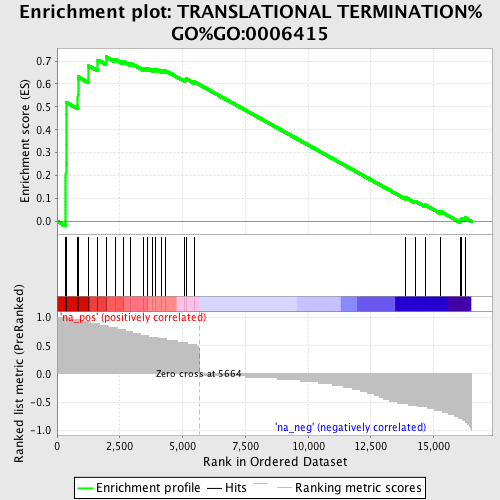 Enrichment plot: TRANSLATIONAL TERMINATION%
GO%GO:0006415
Enrichment score (ES)
0.7
0.6
0.5
0.4
0.3
0.2
0.1
0.0
'na_pos' (positively correlated)
Ranked list metric (PreRanked)
1.0
0.5
0.0
-0.5
-1.0
Zero cross at 5664
'na_neg' (negatively correlated)
0
2,500
5,000
7,500
10,000
12,500
15,000
Rank in Ordered Dataset
Enrichment profile
Hits
Ranking metric scores